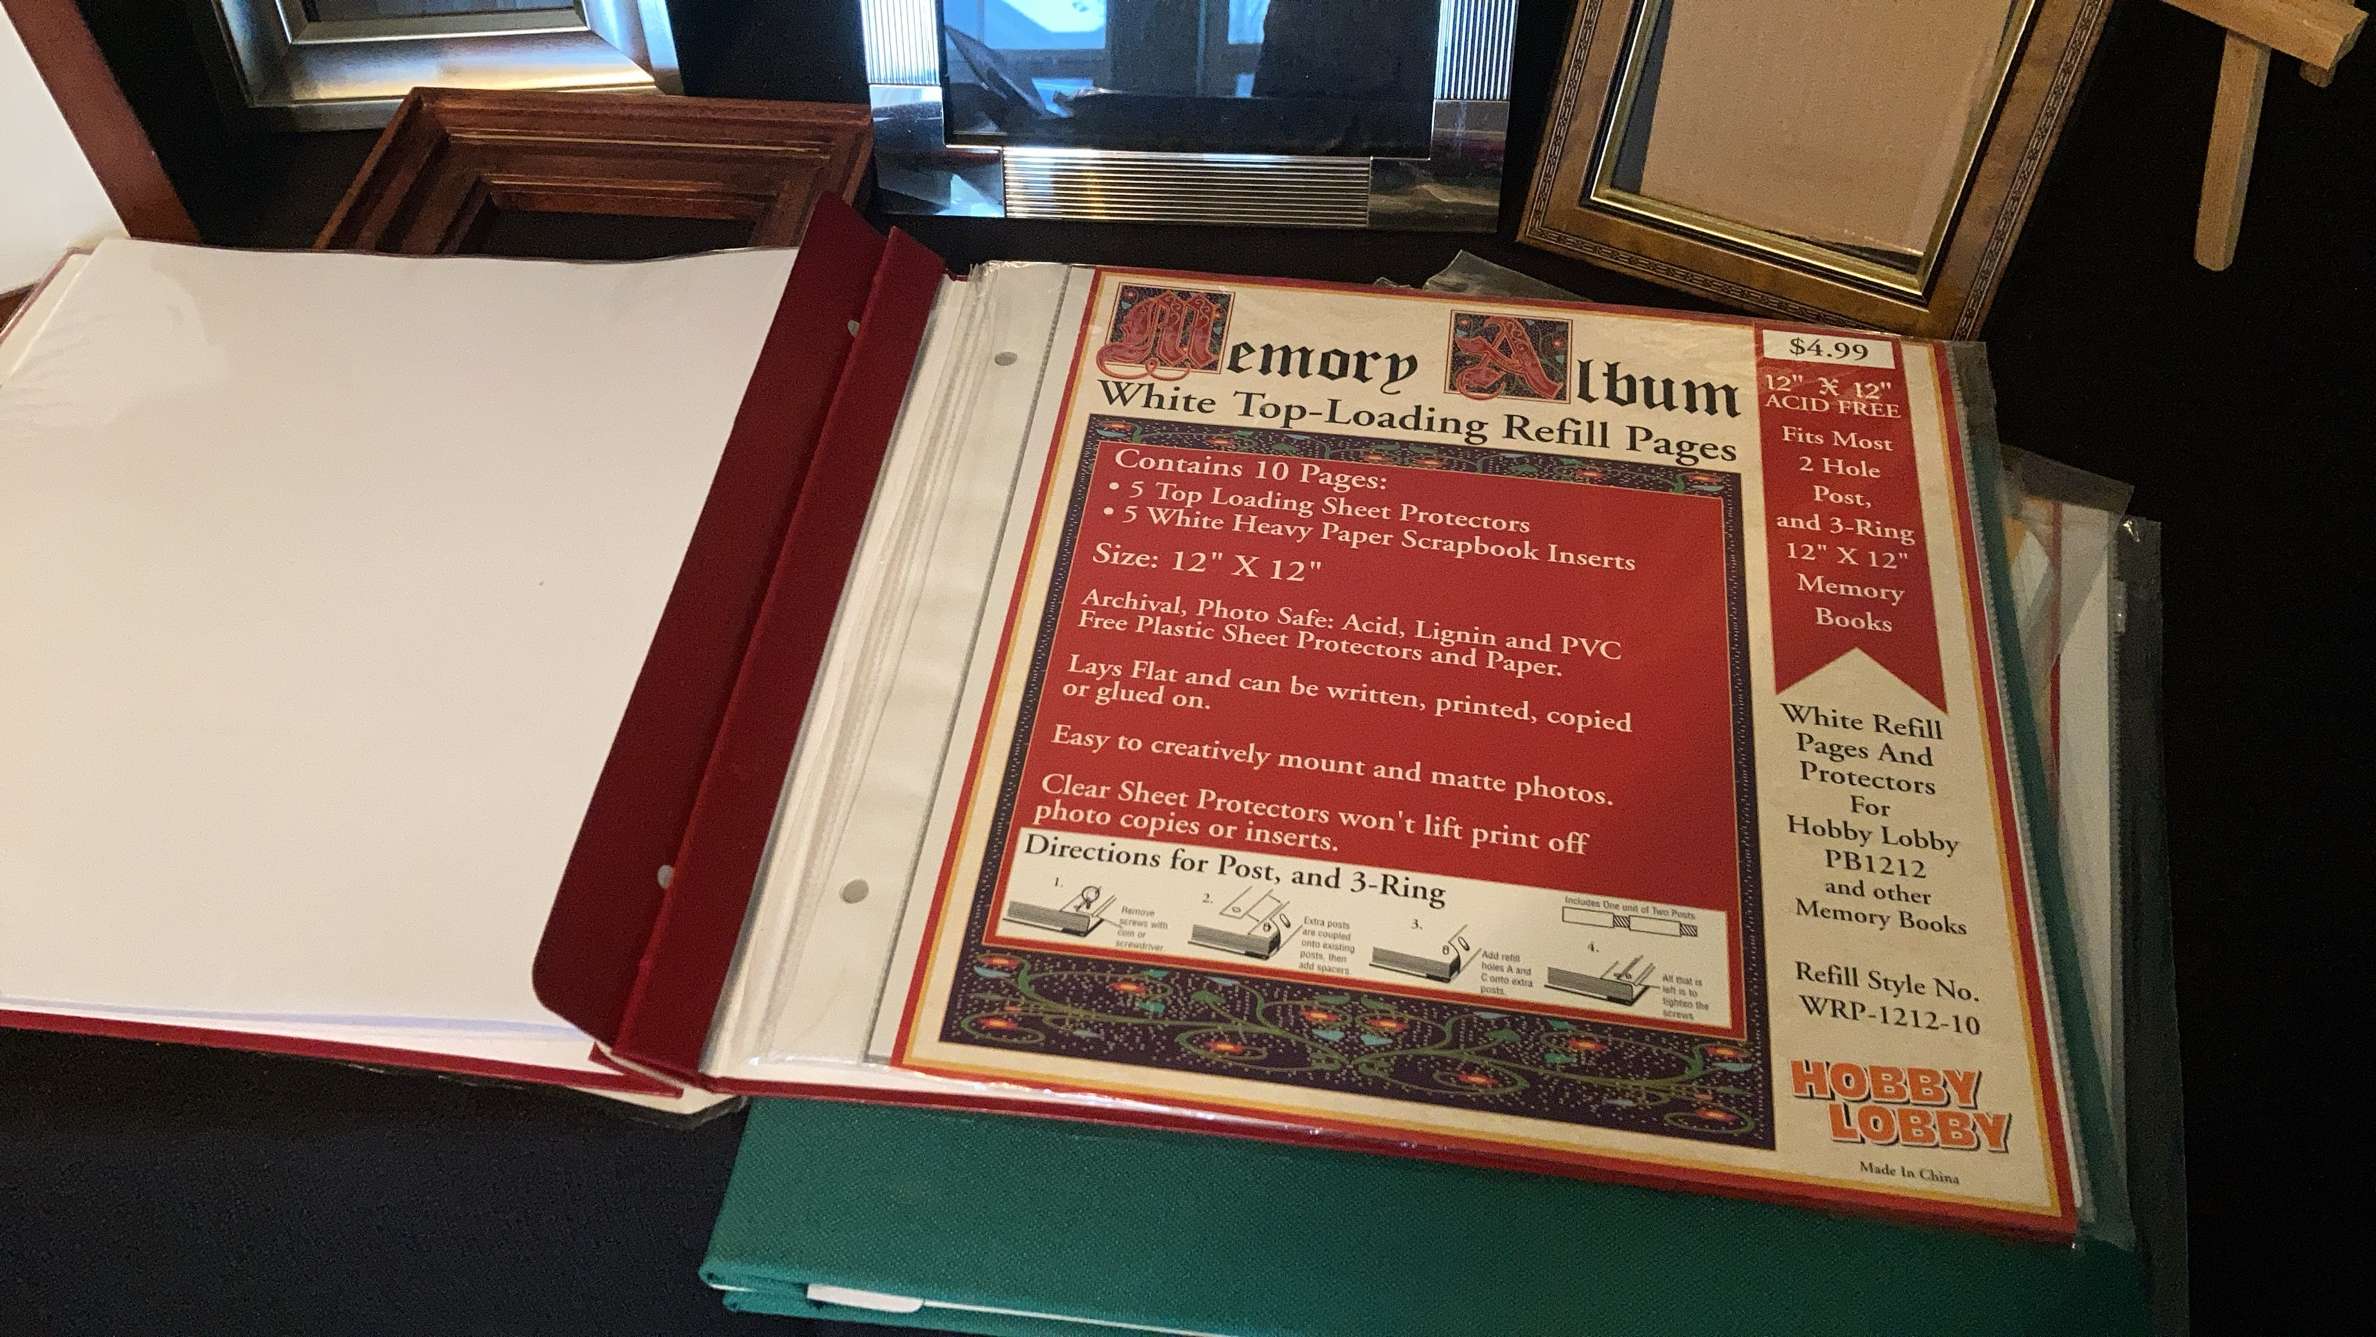 Memory Album
White Top-Loading Refill Pages
Contains 10 Pages:
• 5 Top Loading Sheet Protectors
• 5 White Heavy Paper Scrapbook Inserts
Size: 12" X 12"
Archival, Photo Safe: Acid, Lignin and PVC
Free Plastic Sheet Protectors and Paper.
Lays Flat and can be written, printed, copied
or glued on.
Easy to creatively mount and matte photos.
Clear Sheet Protectors won't lift print off
photo copies or inserts.
Directions for Post, and 3-Ring
1.
Remove
screws with
coin or
screwdriver
2.
Extra posts
are coupled
onto existing
posts, then
add spacers.
3.
Add refill
holes A and
C onto extra
posts.
Includes One unit of Two Posts
4.
All that is
left is to
tighten the
screws.
$4.99
12" X 12"
ACID FREE
Fits Most
2 Hole
Post,
and 3-Ring
12" X 12"
Memory
Books
White Refill
Pages And
Protectors
For
Hobby Lobby
PB1212
and other
Memory Books
Refill Style No.
WRP-1212-10
HOBBY
LOBBY
Made In China